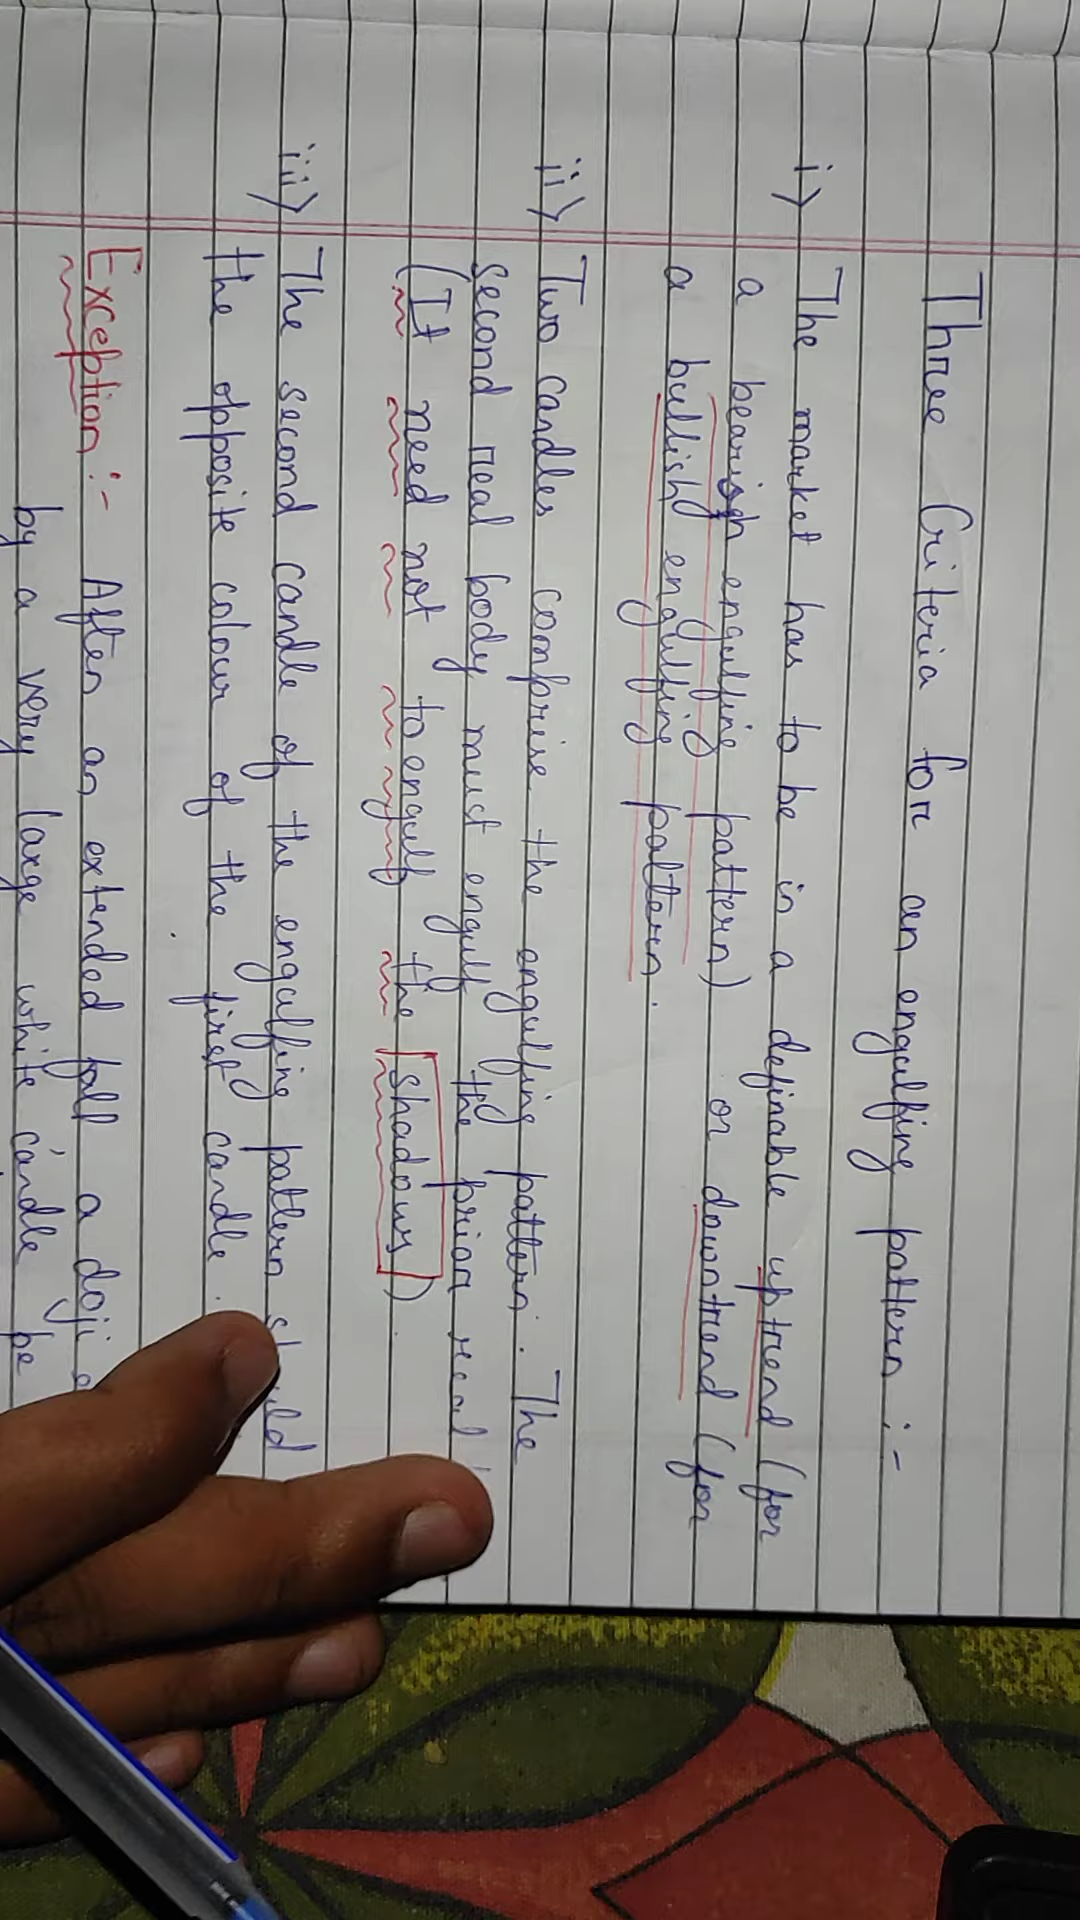 Three Criteria for an engulfing pattern :-
i> The market has to be in a definable uptrend (for
a bearish engulfing pattern) or downtrend (for
a bullish engulfing pattern.
ii> Two candles comprise the engulfing pattern. The
second real body must engulf the prior real
(It need not to engulf the shadows).
iii> The second candle of the engulfing pattern should
the opposite colour of the first candle.
Exception :- After an extended fall a doji
by a very large white candle